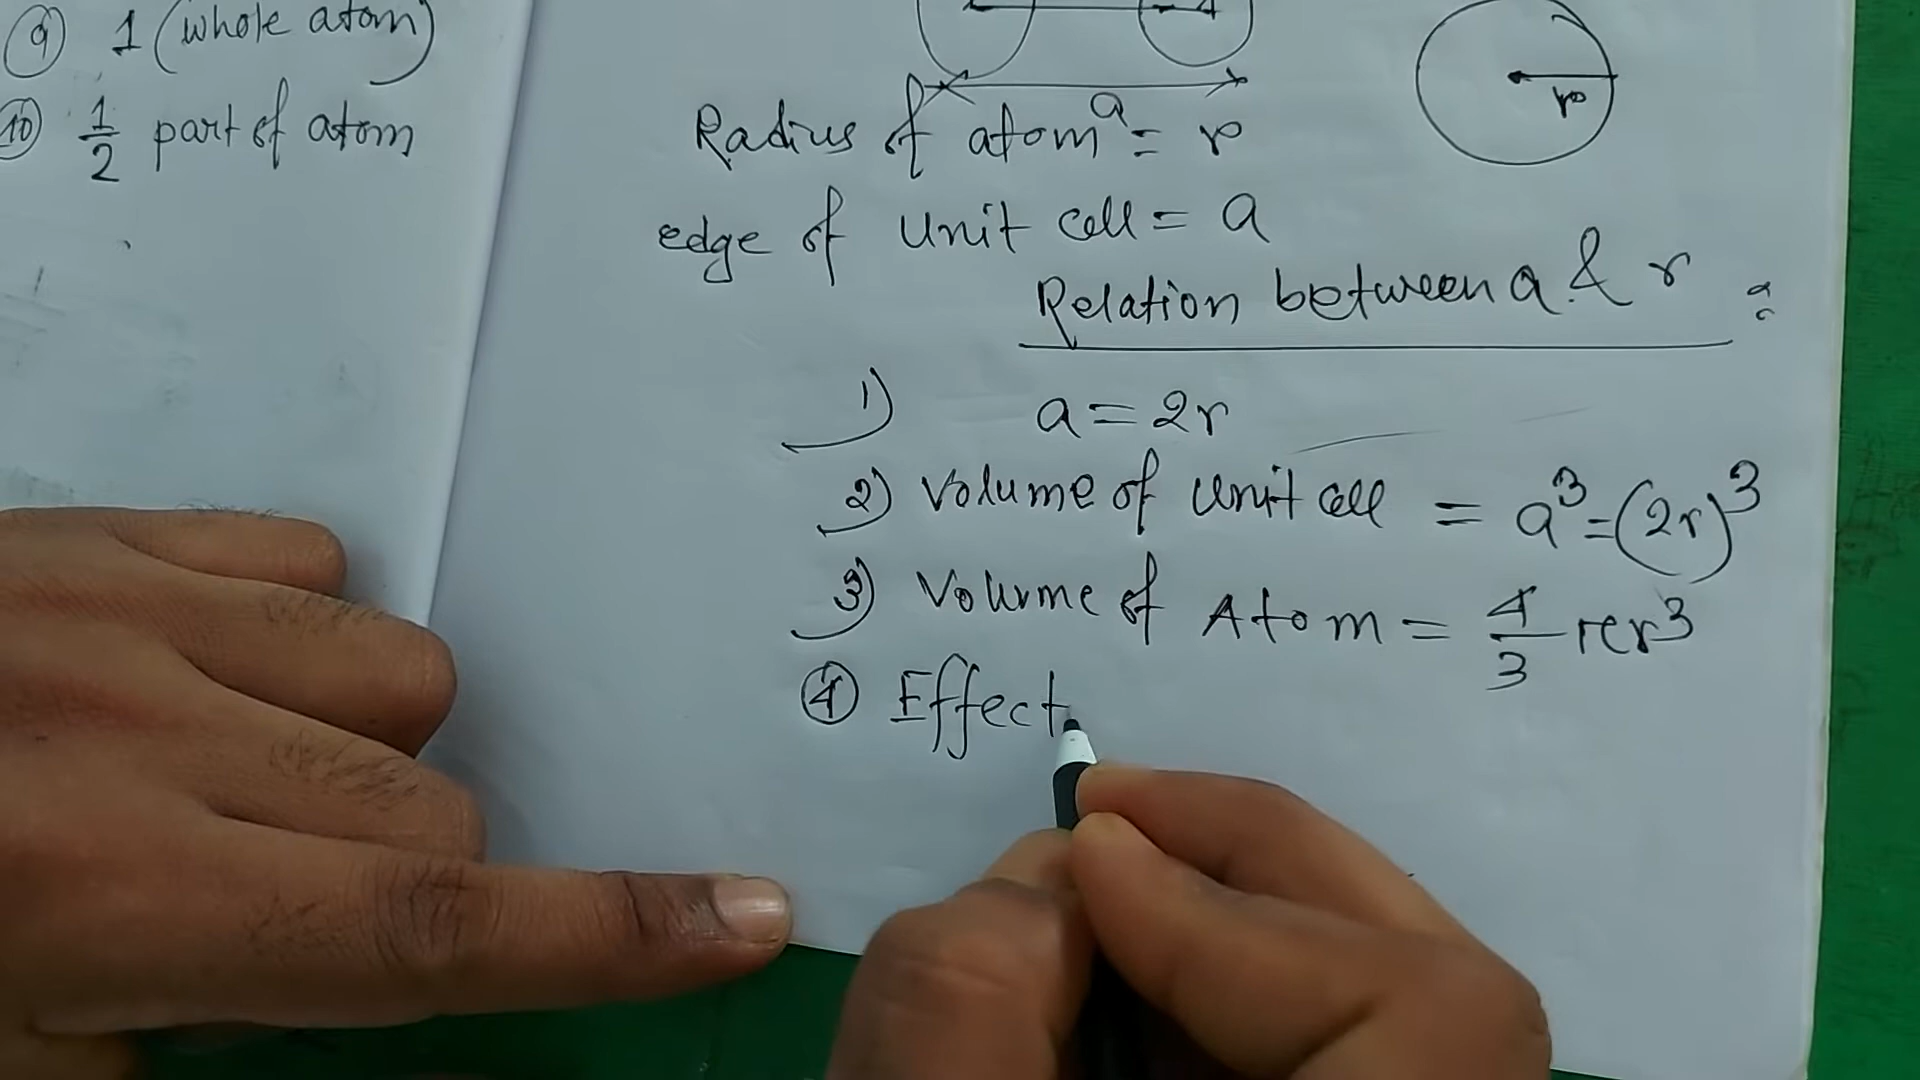 9 1 (whole atom)
10 1/2 part of atom
a
r
Radius of atom = r
edge of unit cell = a
Relation between a & r :
1) a = 2r
2) Volume of unit cell = a³ = (2r)³
3) Volume of Atom = 4/3 πr³
4 Effect